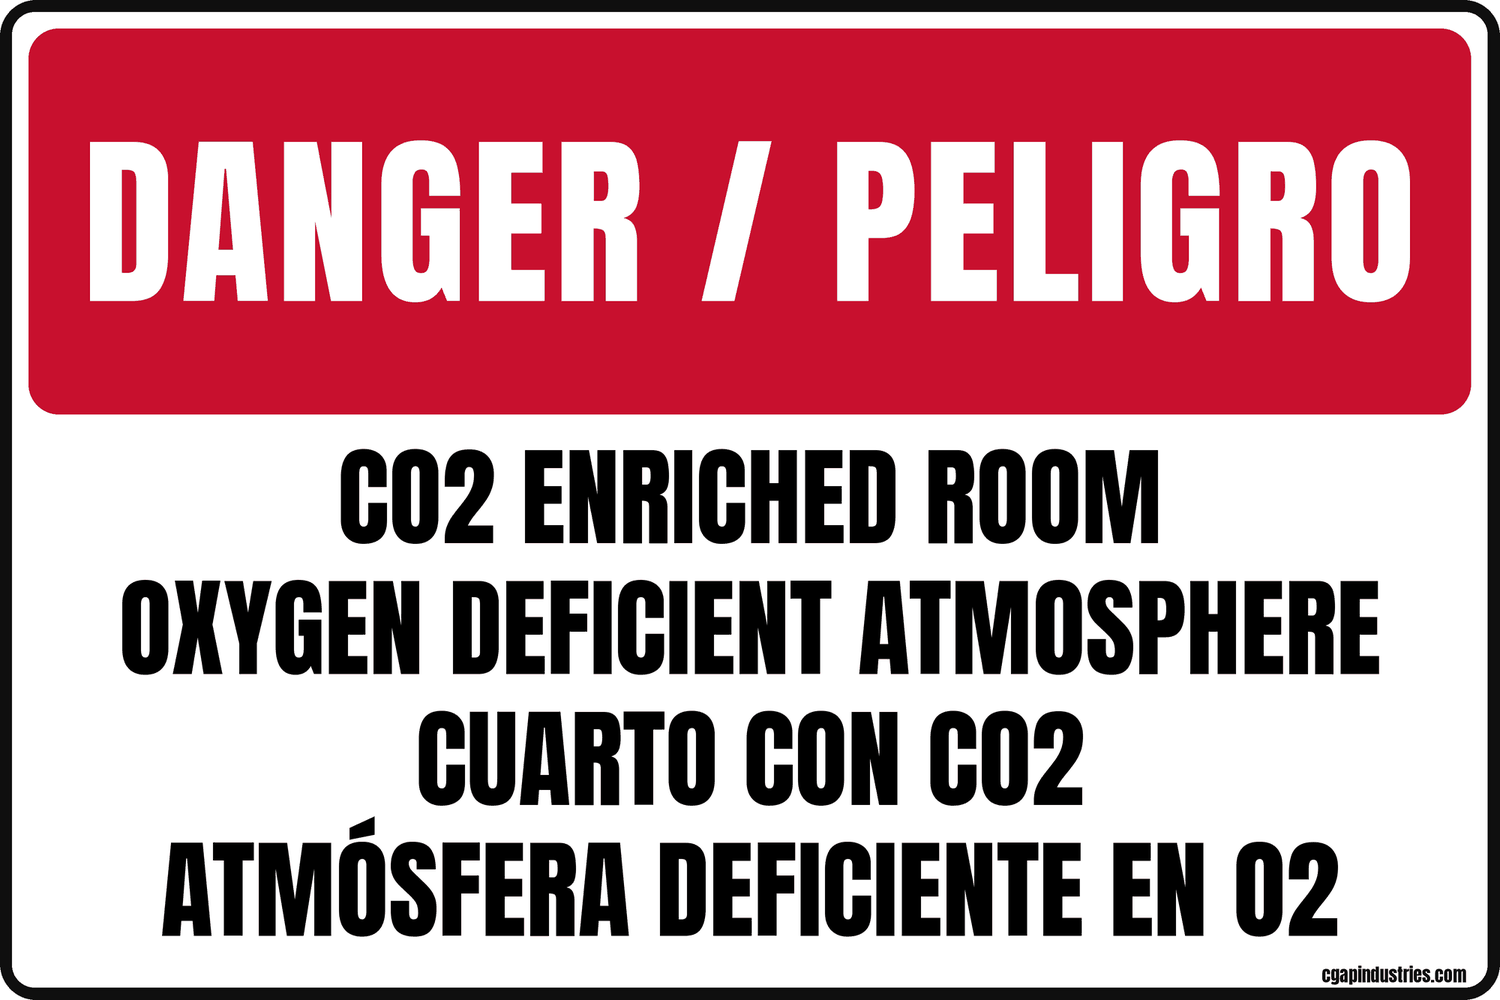 DANGER / PELIGRO
CO2 ENRICHED ROOM
OXYGEN DEFICIENT ATMOSPHERE
CUARTO CON CO2
ATMÓSFERA DEFICIENTE EN O2
cgapindustries.com